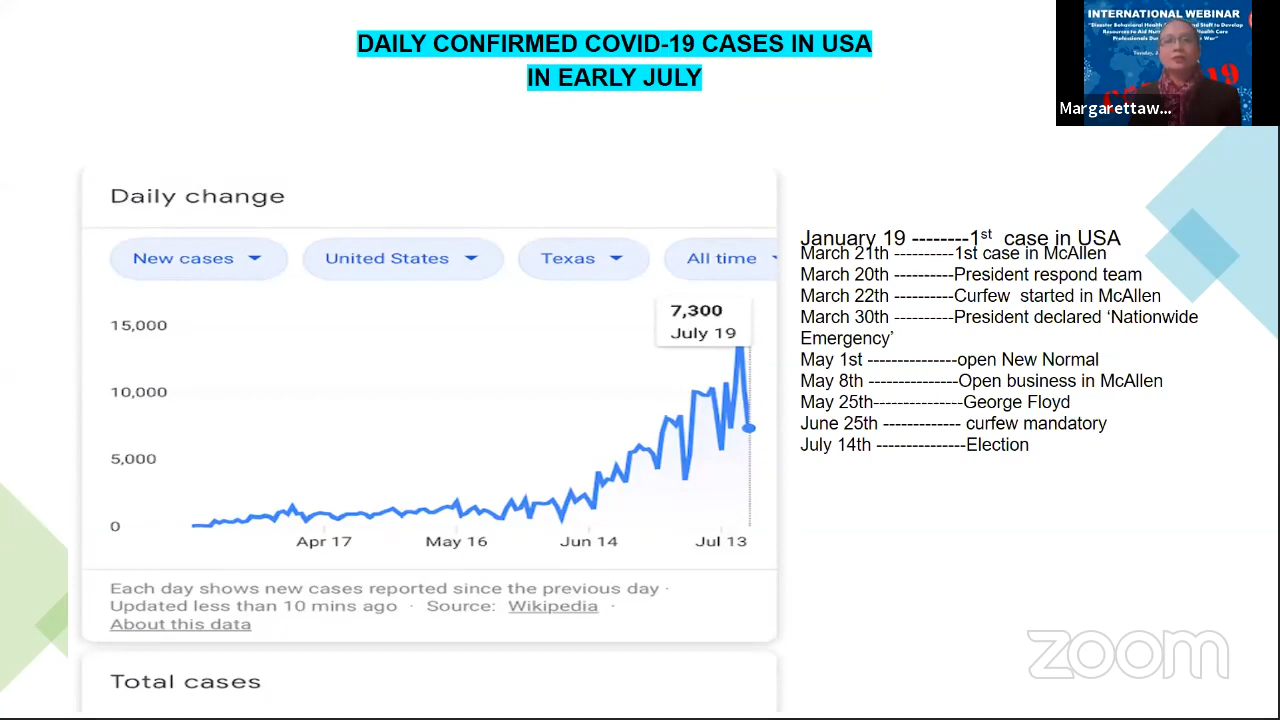 DAILY CONFIRMED COVID-19 CASES IN USA
IN EARLY JULY
INTERNATIONAL WEBINAR
Margarettaw...
Daily change
New cases
United States
Texas
All time
7,300
July 19
15,000
10,000
5,000
0
Apr 17
May 16
Jun 14
Jul 13
Each day shows new cases reported since the previous day ·
Updated less than 10 mins ago · Source: Wikipedia ·
About this data
Total cases
January 19 --------1st case in USA
March 21th ----------1st case in McAllen
March 20th ----------President respond team
March 22th ----------Curfew started in McAllen
March 30th ----------President declared ‘Nationwide
Emergency’
May 1st ---------------open New Normal
May 8th ---------------Open business in McAllen
May 25th---------------George Floyd
June 25th ------------- curfew mandatory
July 14th ---------------Election
zoom